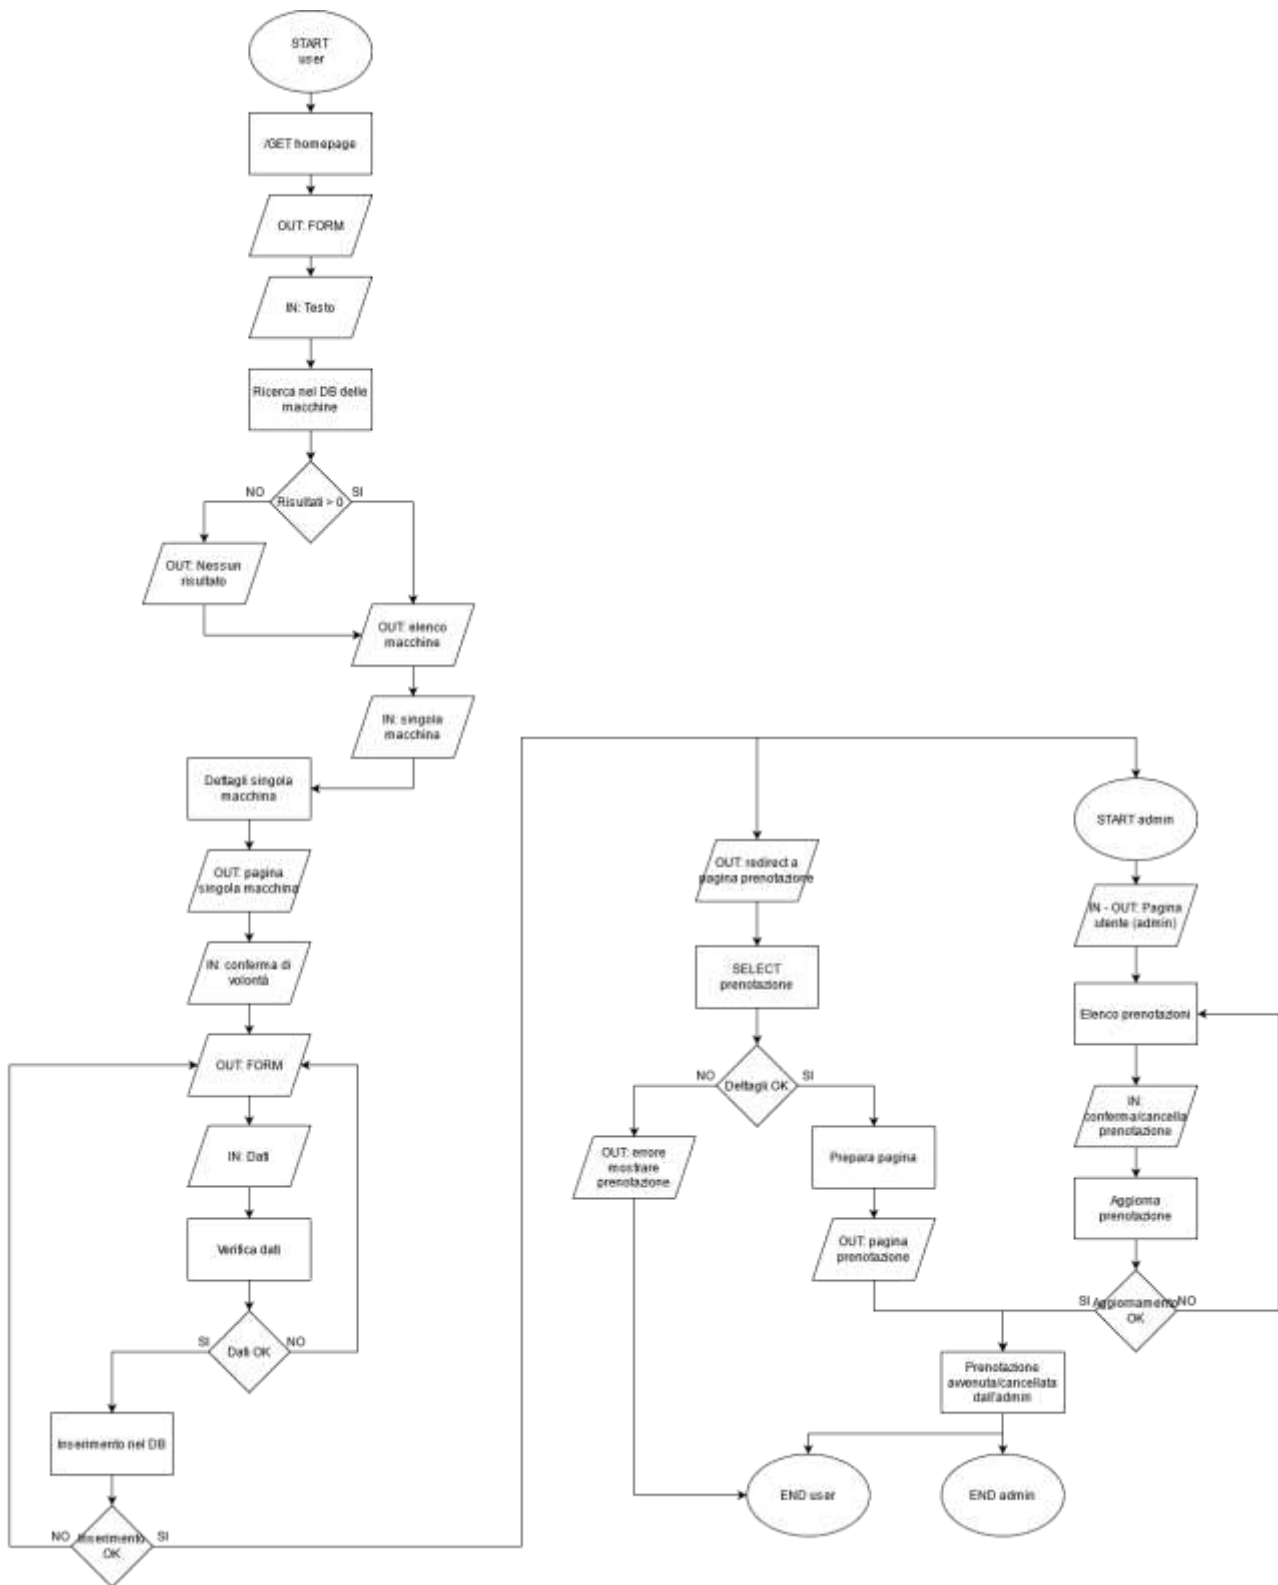 START
user
/GET homepage
OUT: FORM
IN: Testo
Ricerca nel DB delle
macchine
Risultati > 0
NO
SI
OUT: Nessun
risultato
OUT: elenco
macchine
IN: singola
macchina
Dettagli singola
macchina
OUT: pagina
singola macchina
IN: conferma di
volontà
OUT: FORM
IN: Dati
Verifica dati
Dati OK
SI
NO
Inserimento nel DB
Inserimento
OK
NO
SI
OUT: redirect a
pagina prenotazione
SELECT
prenotazione
Dettagli OK
NO
SI
OUT: errore
mostrare
prenotazione
Prepara pagina
OUT: pagina
prenotazione
START admin
IN - OUT: Pagina
utente (admin)
Elenco prenotazioni
IN:
conferma/cancella
prenotazione
Aggiorna
prenotazione
Aggiornamento
OK
SI
NO
Prenotazione
avvenuta/cancellata
dall'admin
END user
END admin